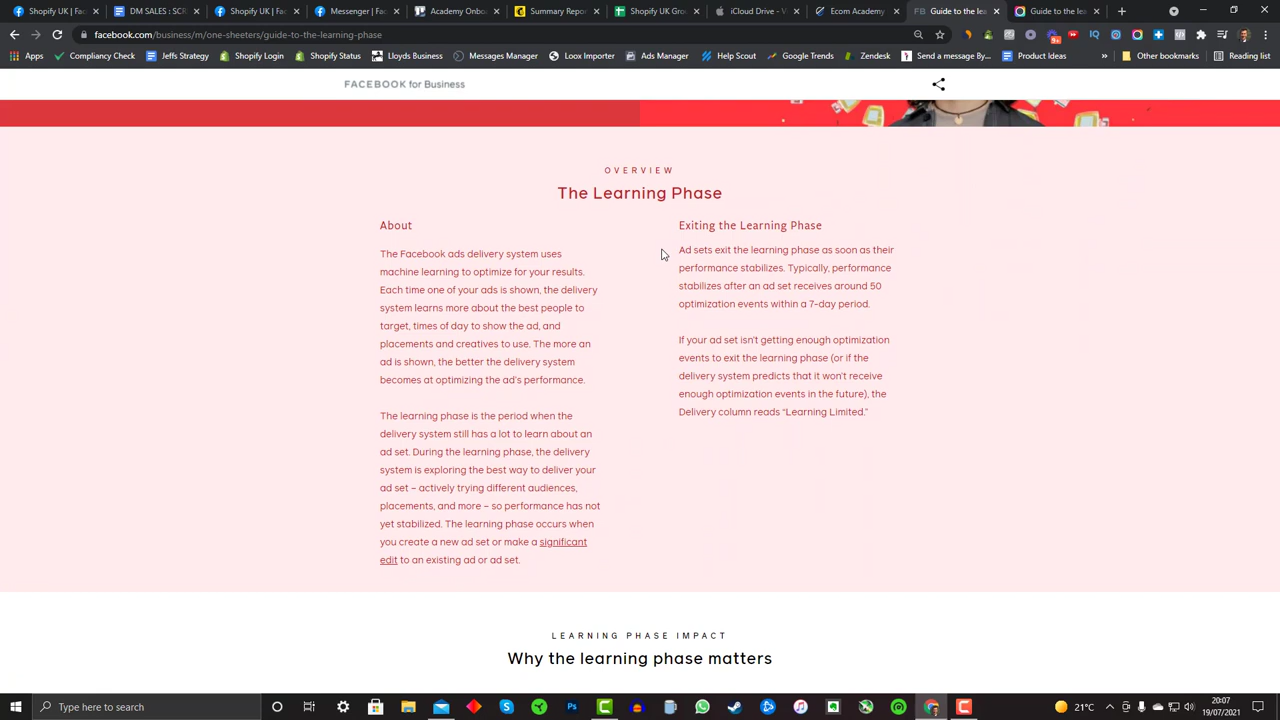 Shopify UK | Fa
DM SALES : SCR
Shopify UK | Fa
Messenger | Fac
Academy Onbo
Summary Repor
Shopify UK Gro
iCloud Drive - V
Ecom Academy
Guide to the lea
Guide to the le
facebook.com/business/m/one-sheeters/guide-to-the-learning-phase
Apps
Compliancy Check
Jeffs Strategy
Shopify Login
Shopify Status
Lloyds Business
Messages Manager
Loox Importer
Ads Manager
Help Scout
Google Trends
Zendesk
Send a message By...
Product Ideas
Other bookmarks
Reading list
FACEBOOK for Business
OVERVIEW
The Learning Phase
About
The Facebook ads delivery system uses
machine learning to optimize for your results.
Each time one of your ads is shown, the delivery
system learns more about the best people to
target, times of day to show the ad, and
placements and creatives to use. The more an
ad is shown, the better the delivery system
becomes at optimizing the ad's performance.
The learning phase is the period when the
delivery system still has a lot to learn about an
ad set. During the learning phase, the delivery
system is exploring the best way to deliver your
ad set – actively trying different audiences,
placements, and more – so performance has not
yet stabilized. The learning phase occurs when
you create a new ad set or make a significant
edit to an existing ad or ad set.
Exiting the Learning Phase
Ad sets exit the learning phase as soon as their
performance stabilizes. Typically, performance
stabilizes after an ad set receives around 50
optimization events within a 7-day period.
If your ad set isn't getting enough optimization
events to exit the learning phase (or if the
delivery system predicts that it won't receive
enough optimization events in the future), the
Delivery column reads “Learning Limited.”
LEARNING PHASE IMPACT
Why the learning phase matters
Type here to search
21°C
20:07
19/07/2021